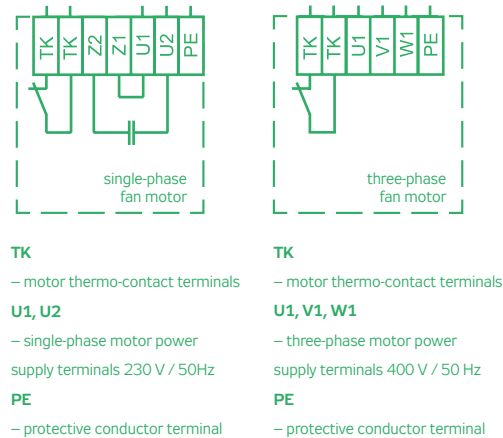 TK TK Z2 Z1 U1 U2 PE
single-phase
fan motor
TK
– motor thermo-contact terminals
U1, U2
– single-phase motor power
supply terminals 230 V / 50Hz
PE
– protective conductor terminal
TK TK U1 V1 W1 PE
three-phase
fan motor
TK
– motor thermo-contact terminals
U1, V1, W1
– three-phase motor power
supply terminals 400 V / 50 Hz
PE
– protective conductor terminal